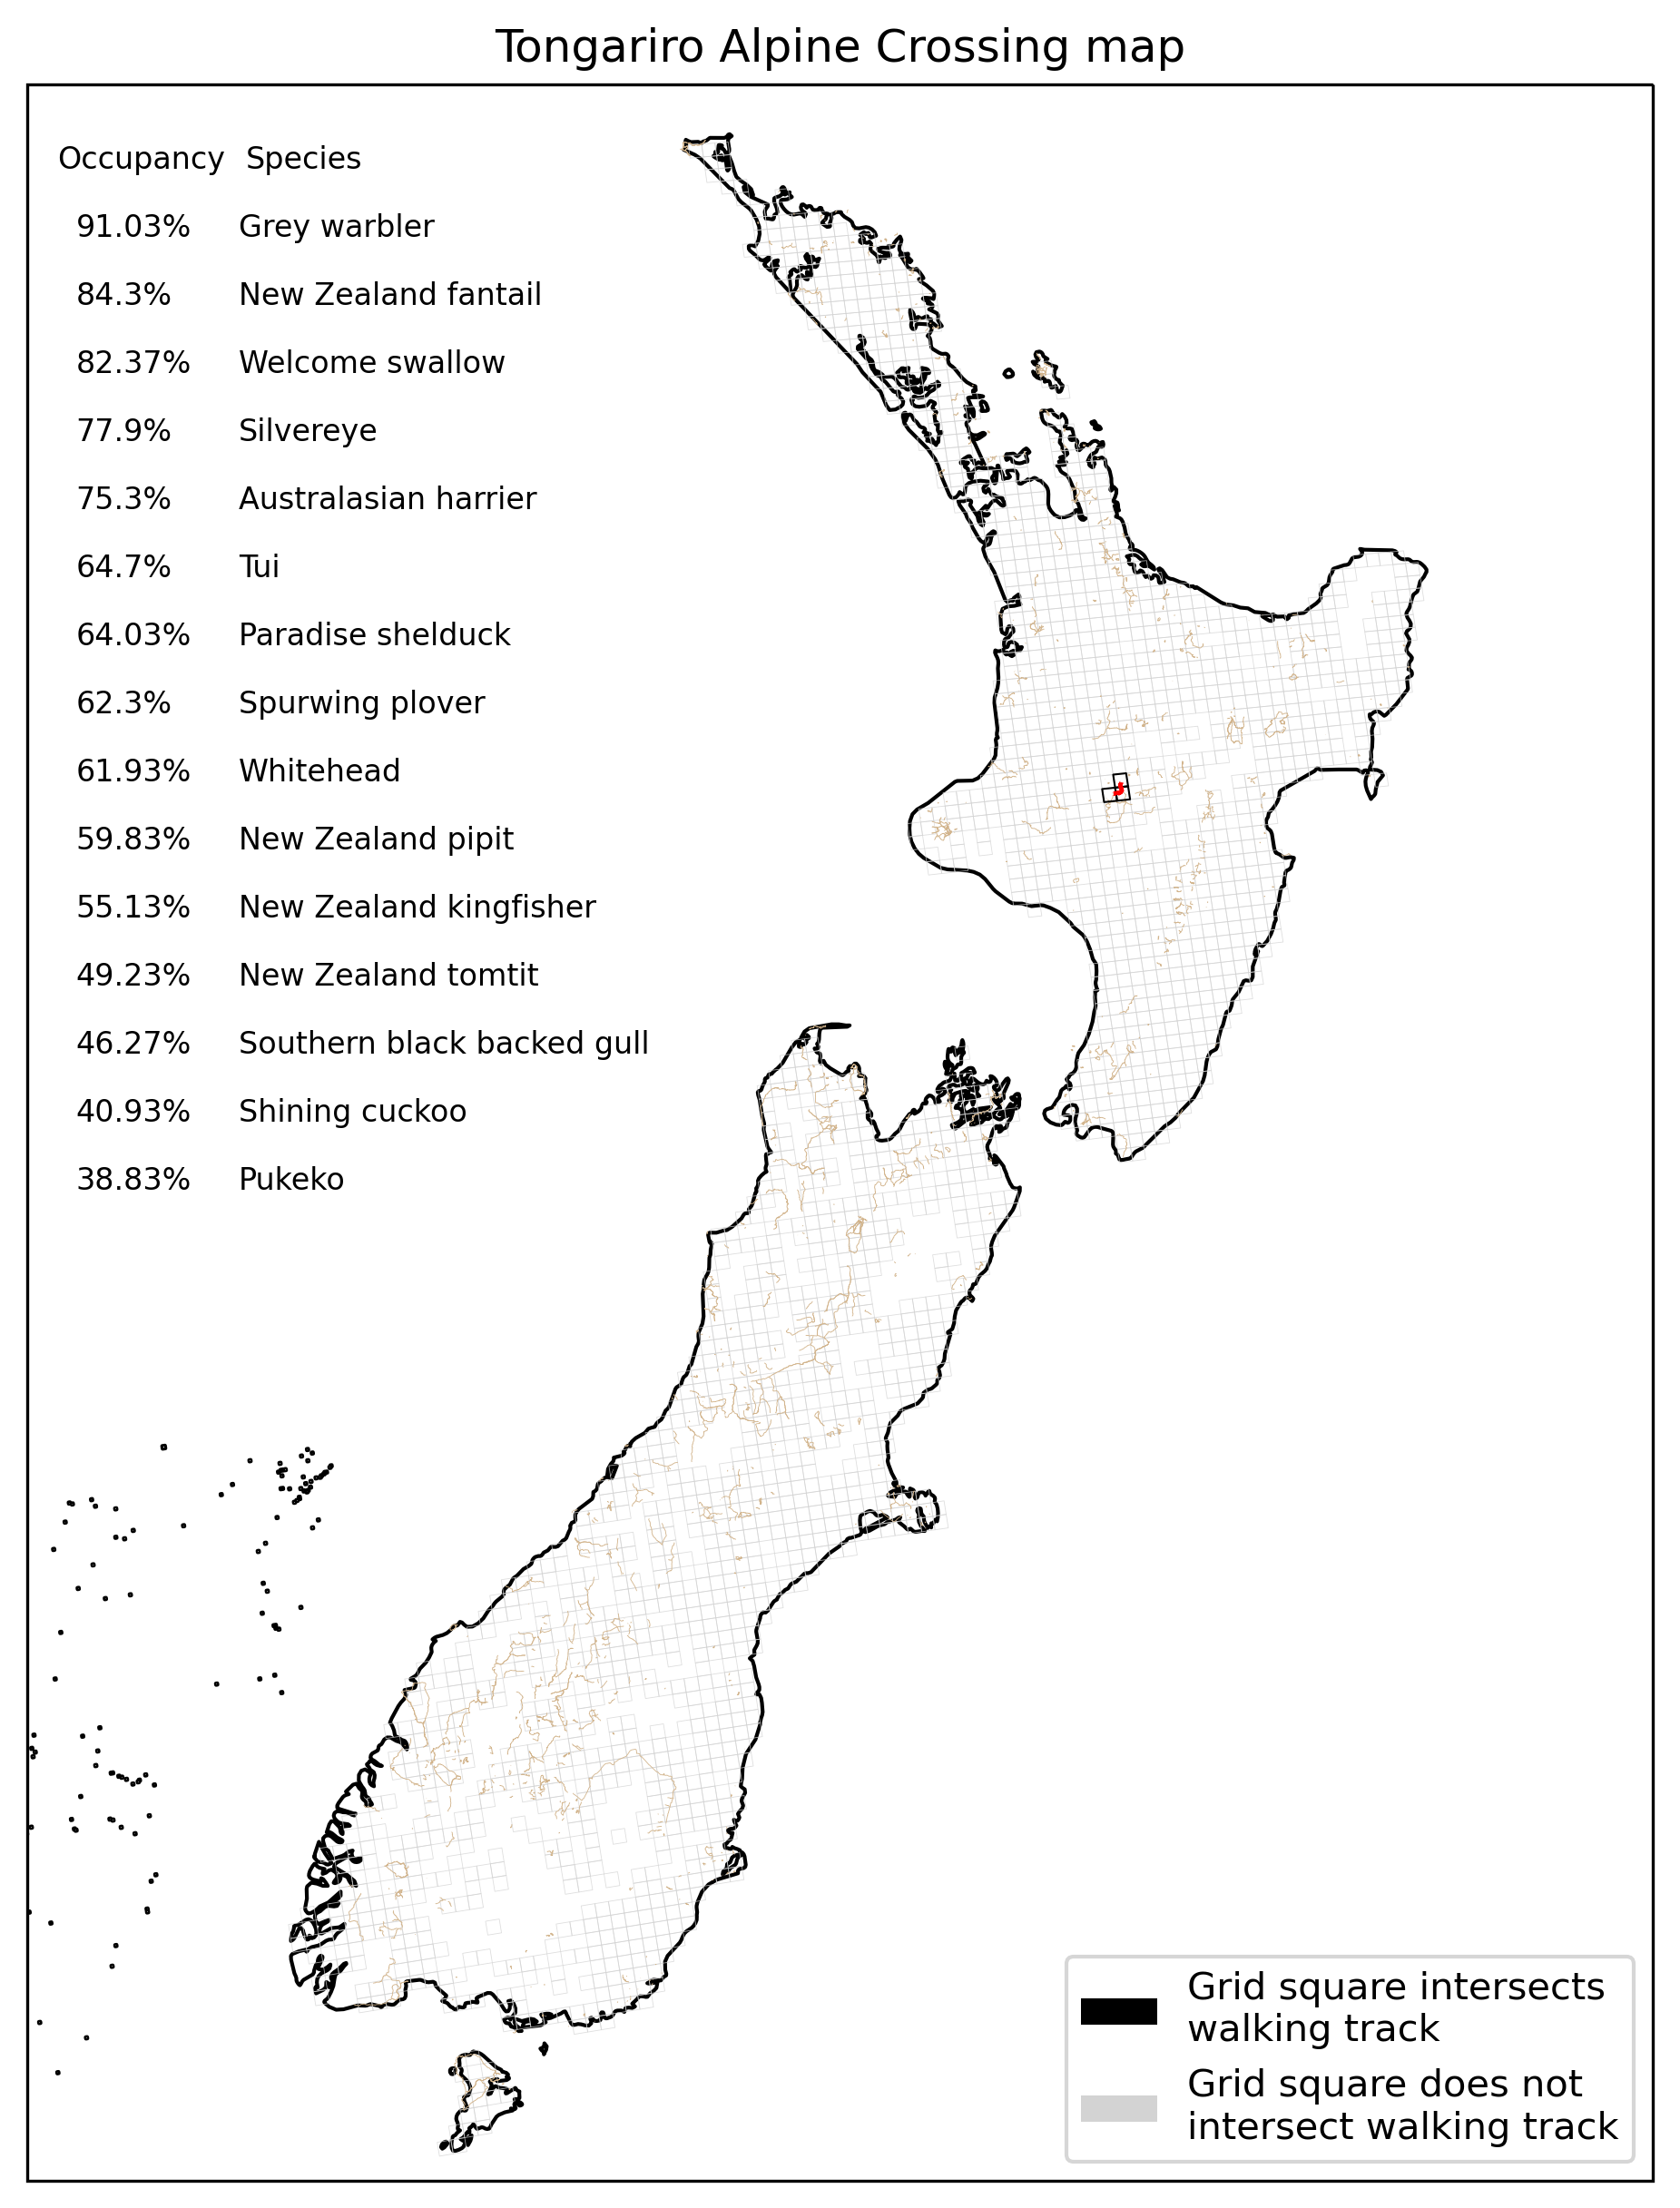 Tongariro Alpine Crossing map
Occupancy Species
91.03% Grey warbler
84.3% New Zealand fantail
82.37% Welcome swallow
77.9% Silvereye
75.3% Australasian harrier
64.7% Tui
64.03% Paradise shelduck
62.3% Spurwing plover
61.93% Whitehead
59.83% New Zealand pipit
55.13% New Zealand kingfisher
49.23% New Zealand tomtit
46.27% Southern black backed gull
40.93% Shining cuckoo
38.83% Pukeko
Grid square intersects
walking track
Grid square does not
intersect walking track